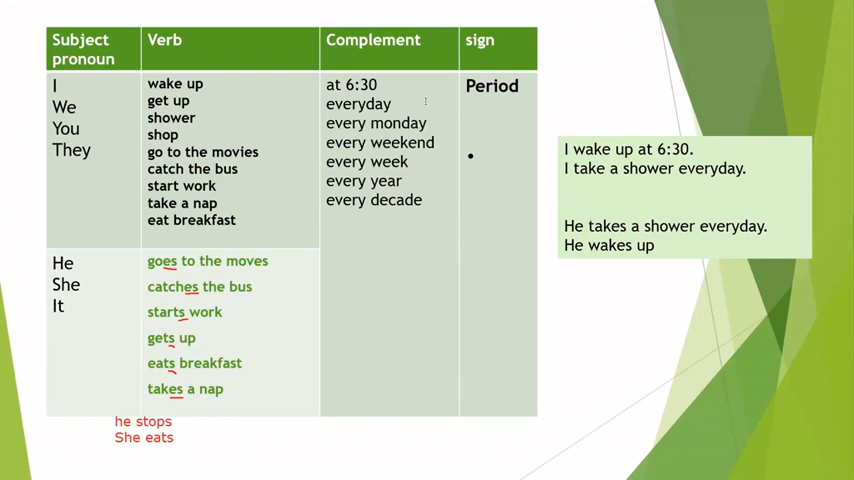 Subject pronoun
Verb
Complement
sign
I
We
You
They
wake up
get up
shower
shop
go to the movies
catch the bus
start work
take a nap
eat breakfast
at 6:30
everyday
every monday
every weekend
every week
every year
every decade
Period
.
He
She
It
goes to the moves
catches the bus
starts work
gets up
eats breakfast
takes a nap
he stops
She eats
I wake up at 6:30.
I take a shower everyday.
He takes a shower everyday.
He wakes up